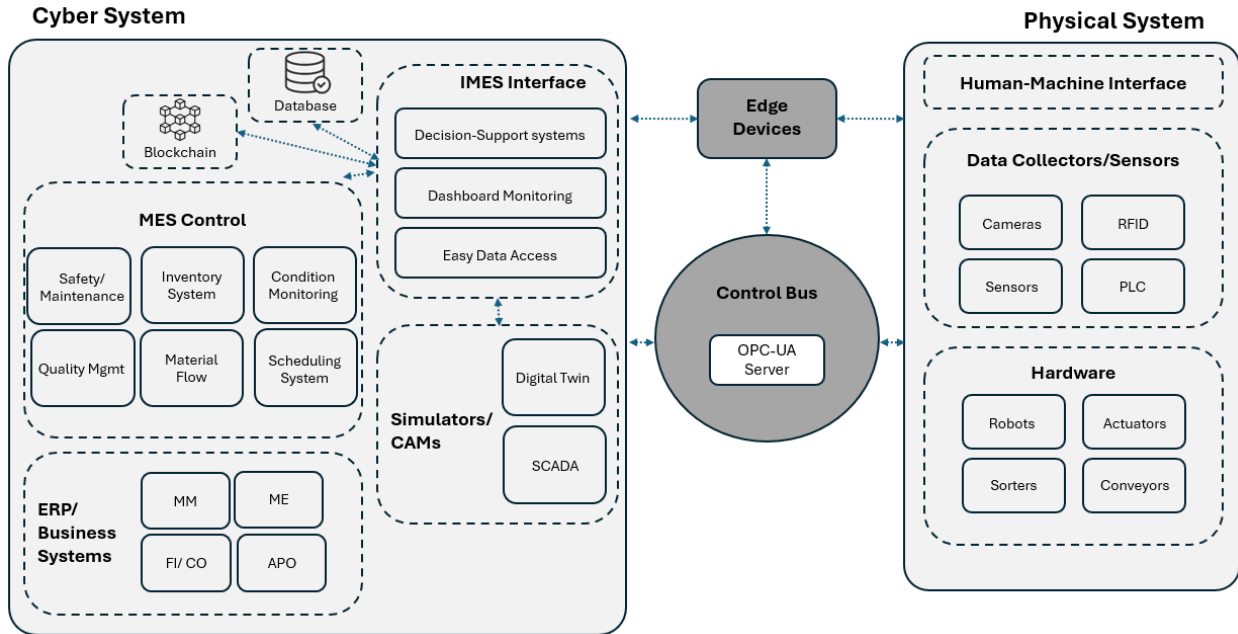 Cyber System
Database
Blockchain
IMES Interface
Decision-Support systems
Dashboard Monitoring
Easy Data Access
MES Control
Safety/
Maintenance
Inventory
System
Condition
Monitoring
Quality Mgmt
Material
Flow
Scheduling
System
Simulators/
CAMs
Digital Twin
SCADA
ERP/
Business
Systems
MM
ME
FI/ CO
APO
Edge
Devices
Control Bus
OPC-UA
Server
Physical System
Human-Machine Interface
Data Collectors/Sensors
Cameras
RFID
Sensors
PLC
Hardware
Robots
Actuators
Sorters
Conveyors